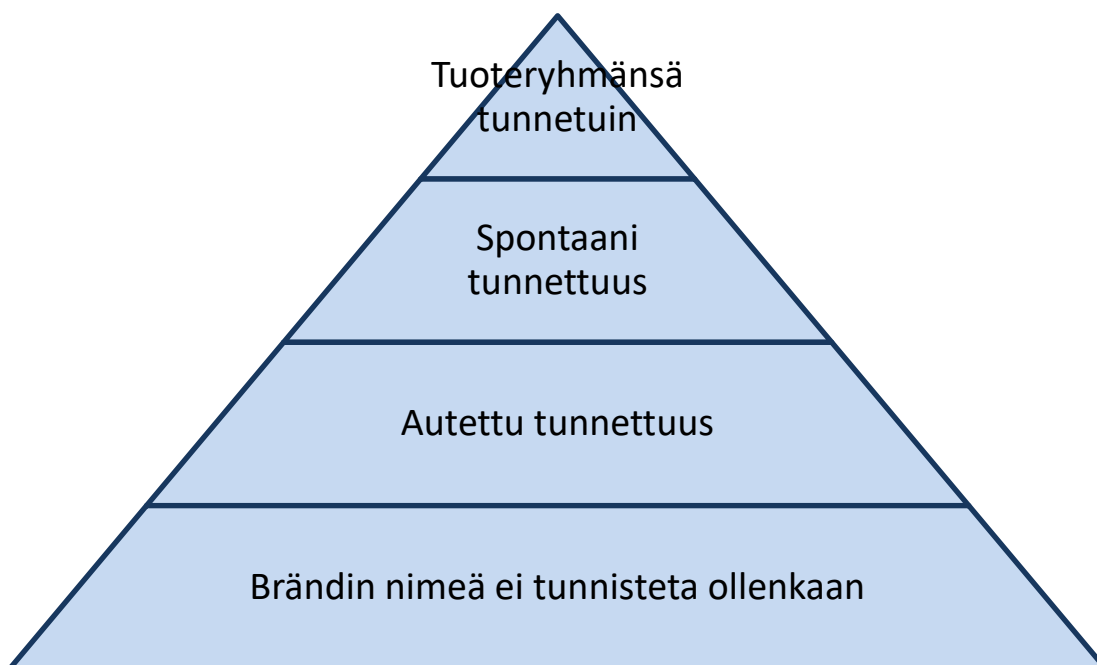 Tuoteryhmänsä
tunnetuin
Spontaani
tunnettuus
Autettu tunnettuus
Brändin nimeä ei tunnisteta ollenkaan